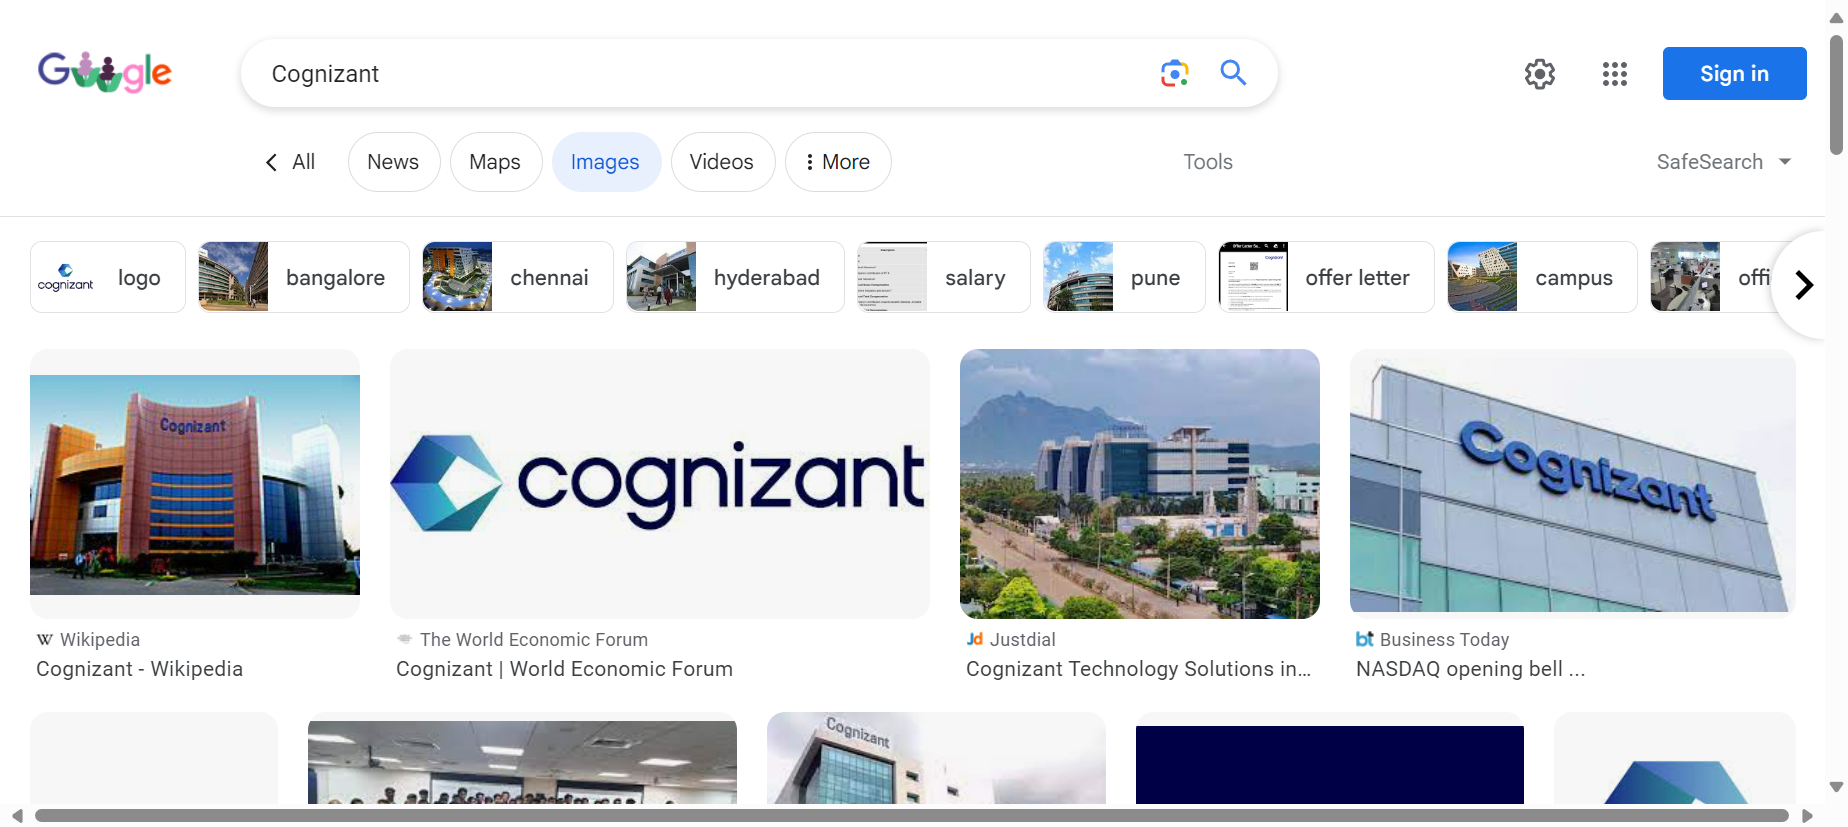 Google
Cognizant
Sign in
All
News
Maps
Images
Videos
More
Tools
SafeSearch
cognizant
logo
bangalore
chennai
hyderabad
salary
pune
offer letter
campus
offi
Cognizant
cognizant
Cognizant
Wikipedia
Cognizant - Wikipedia
The World Economic Forum
Cognizant | World Economic Forum
Justdial
Cognizant Technology Solutions in...
Business Today
NASDAQ opening bell ...
Cognizant